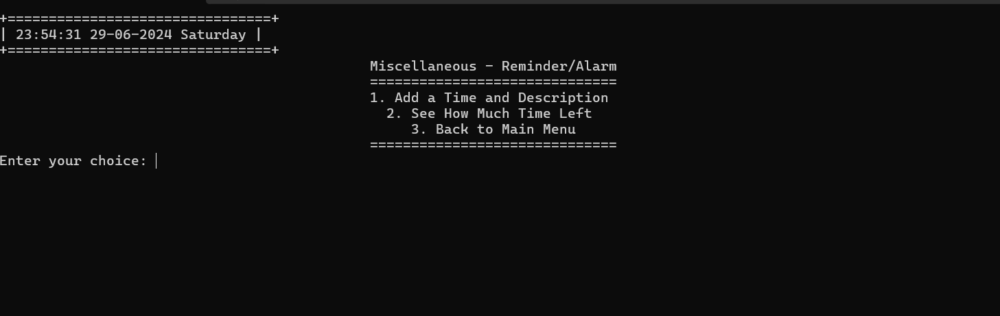 +================================+
| 23:54:31 29-06-2024 Saturday |
+================================+
Miscellaneous - Reminder/Alarm
==============================
1. Add a Time and Description
2. See How Much Time Left
3. Back to Main Menu
==============================
Enter your choice: